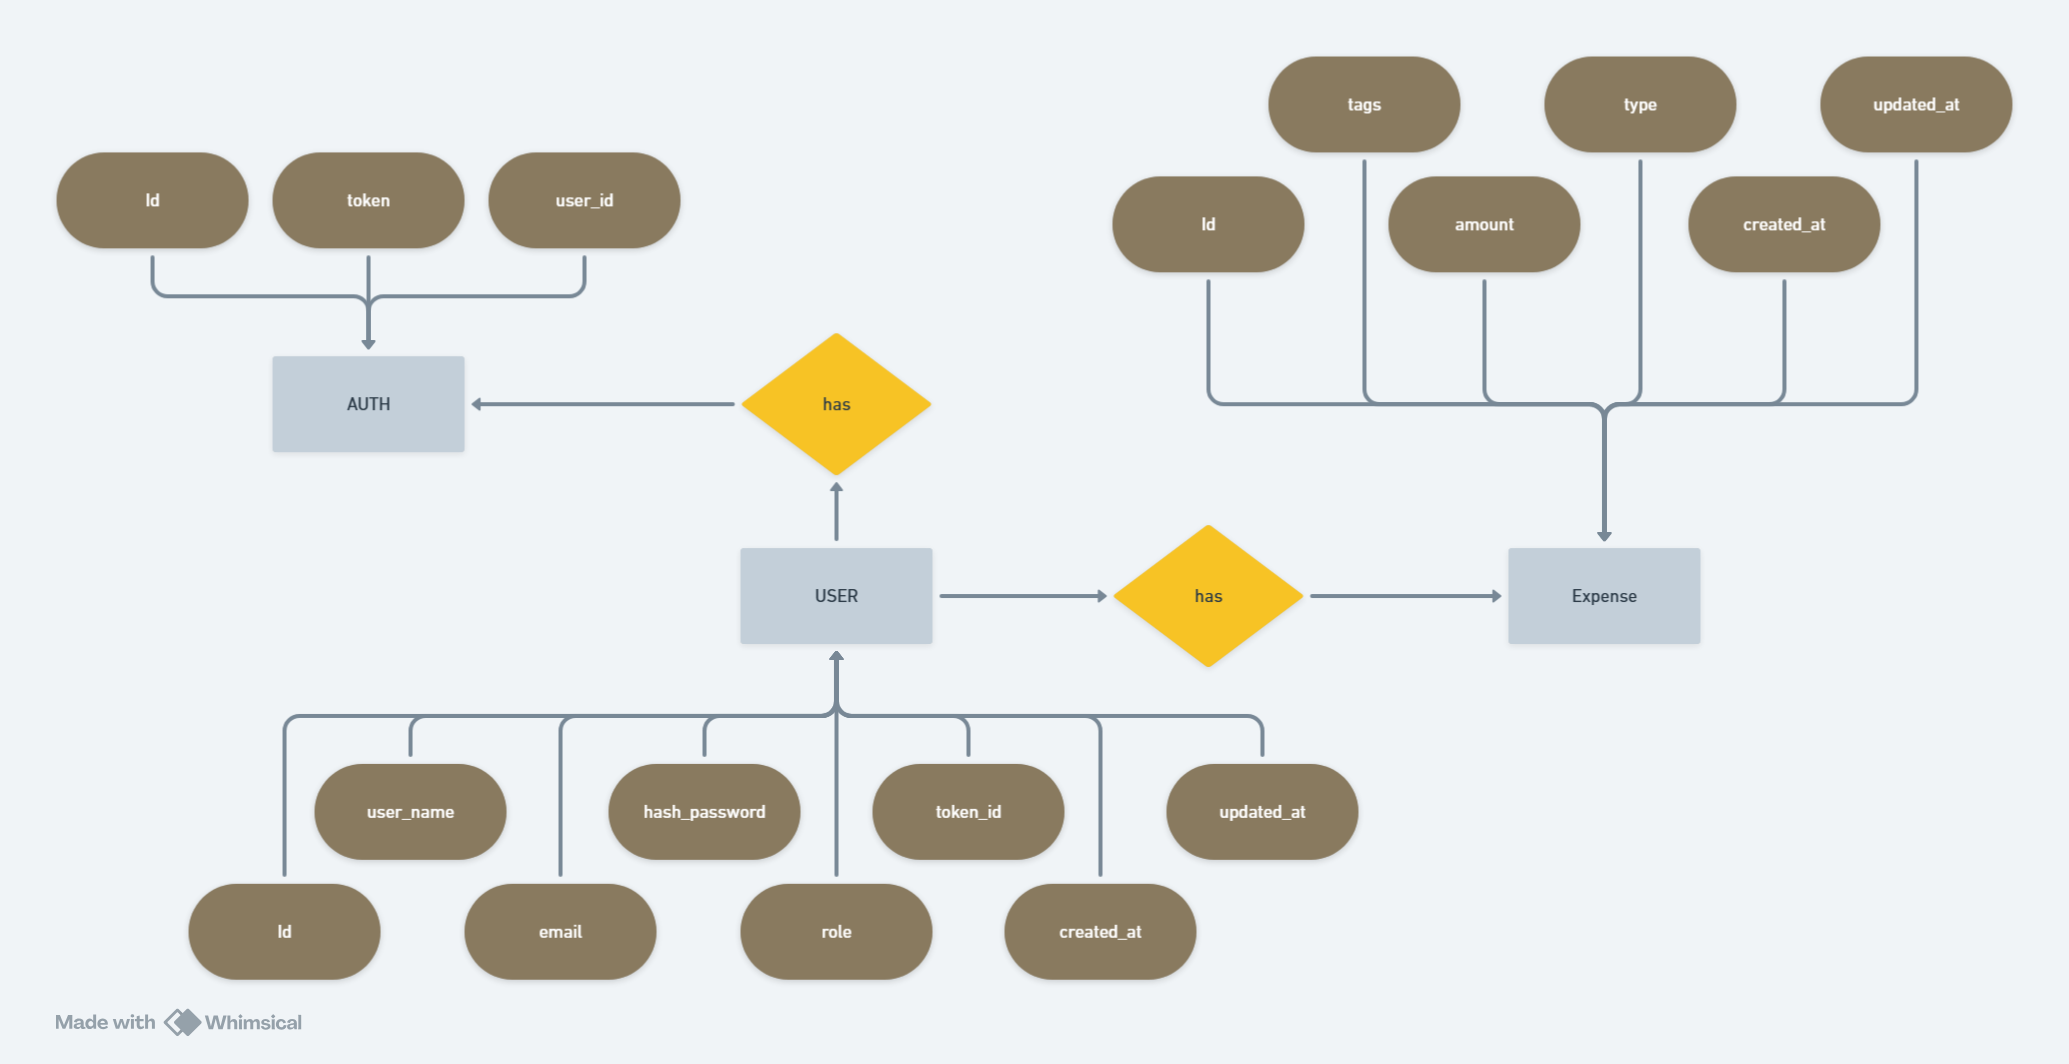 tags
type
updated_at
Id
token
user_id
Id
amount
created_at
AUTH
has
USER
has
Expense
user_name
hash_password
token_id
updated_at
Id
email
role
created_at
Made with Whimsical